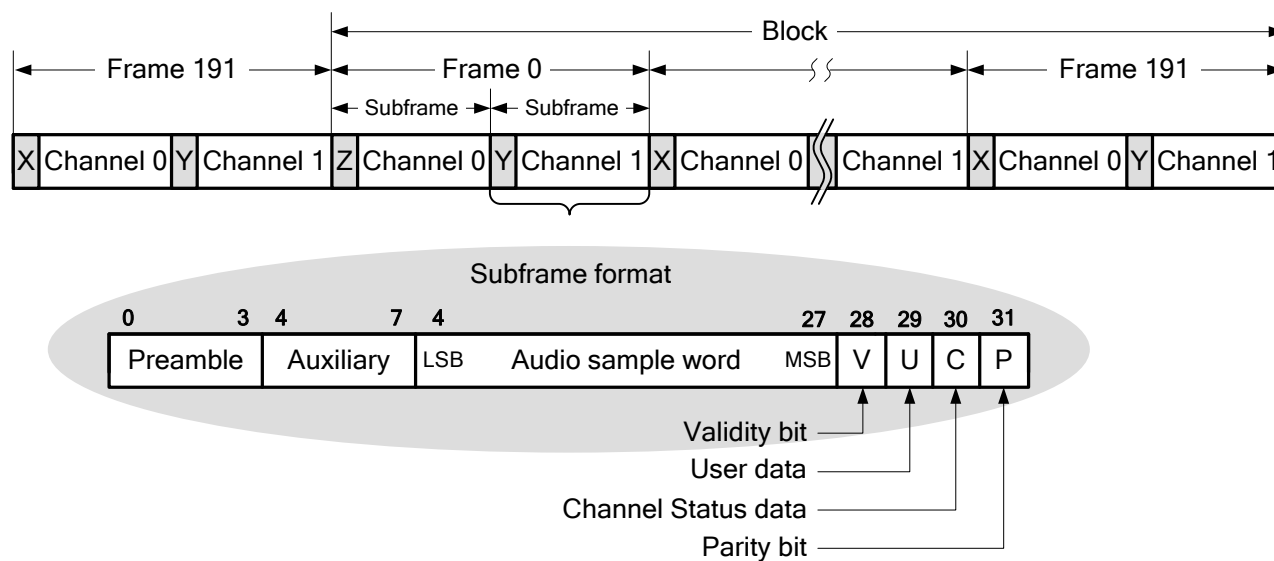 Block
Frame 191 Frame 0 Frame 191
Subframe Subframe
X Channel 0 Y Channel 1 Z Channel 0 Y Channel 1 X Channel 0 Channel 1 X Channel 0 Y Channel 1
Subframe format
0 3 4 7 4 27 28 29 30 31
Preamble Auxiliary LSB Audio sample word MSB V U C P
Validity bit
User data
Channel Status data
Parity bit